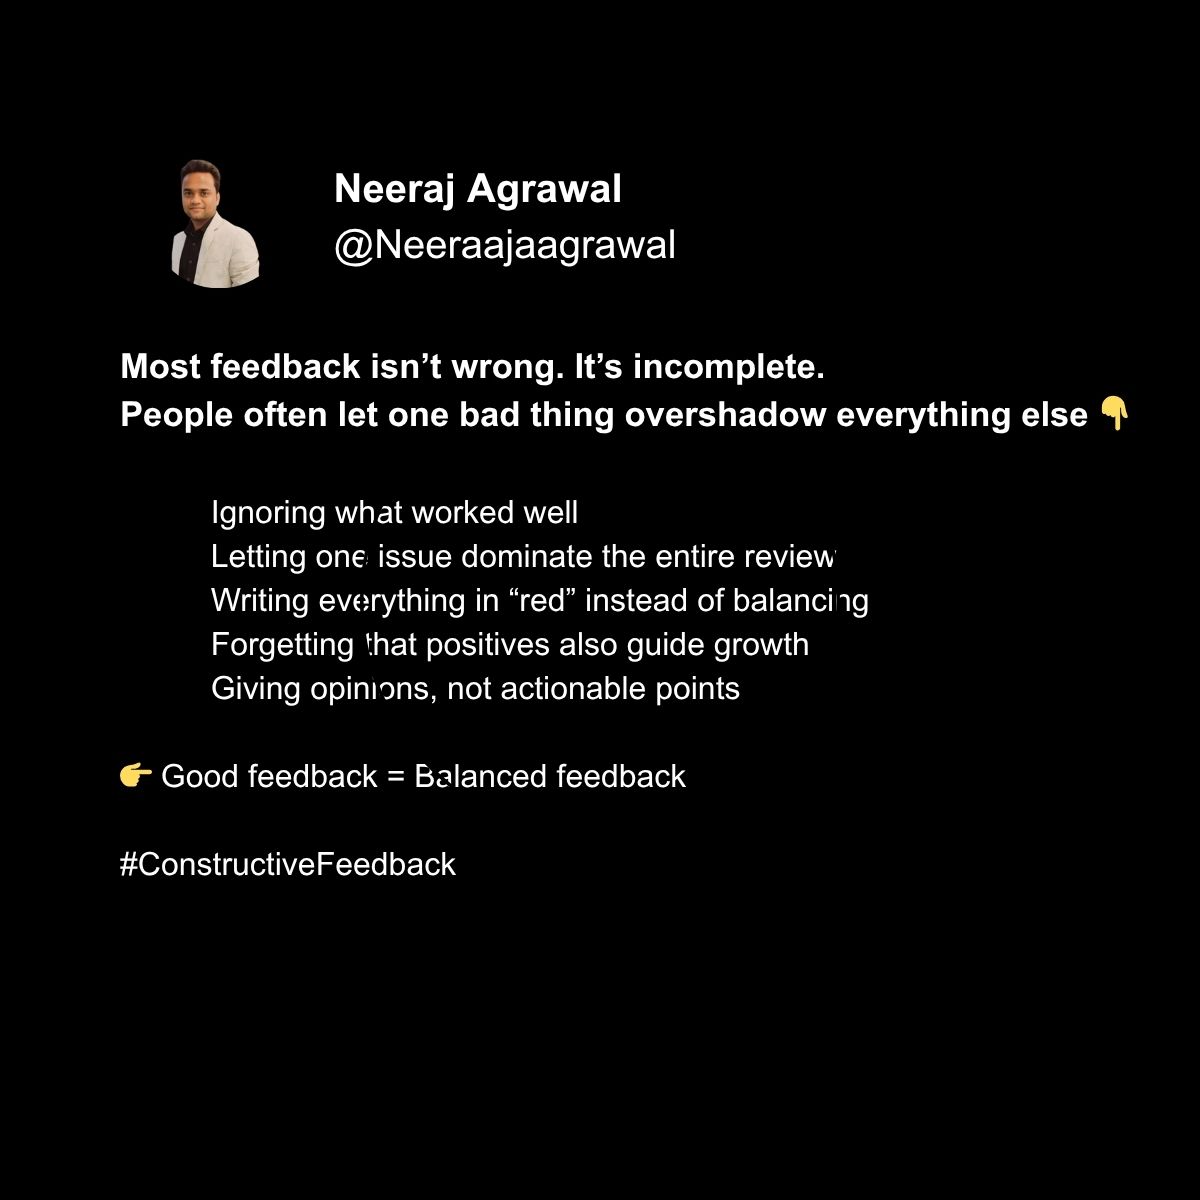 Neeraj Agrawal
@Neeraajaagrawal
Most feedback isn’t wrong. It’s incomplete.
People often let one bad thing overshadow everything else 👇
Ignoring what worked well
Letting one issue dominate the entire review
Writing everything in “red” instead of balancing
Forgetting that positives also guide growth
Giving opinions, not actionable points
👉 Good feedback = Balanced feedback
#ConstructiveFeedback